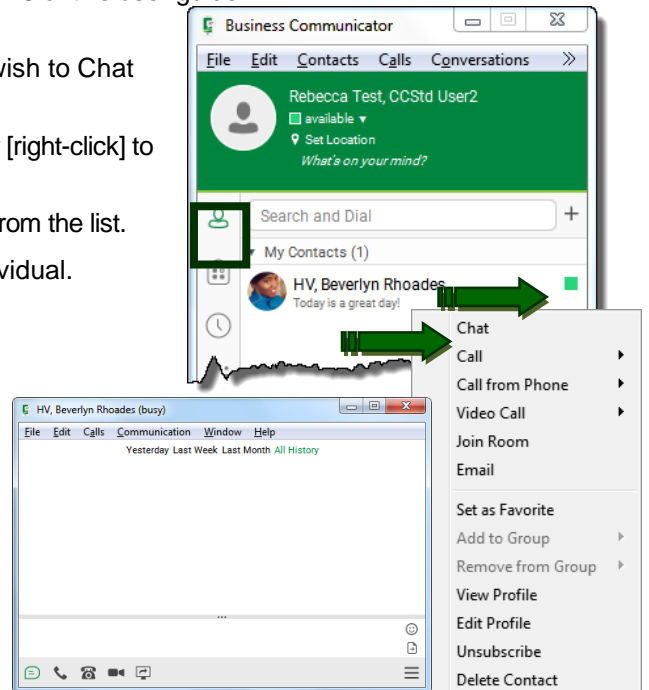 wish to Chat
[right-click] to
rom the list.
vidual.
Business Communicator
File Edit Contacts Calls Conversations »
Rebecca Test, CCStd User2
available
Set Location
What's on your mind?
Search and Dial
My Contacts (1)
HV, Beverlyn Rhoades
Today is a great day!
Chat
Call
Call from Phone
Video Call
Join Room
Email
Set as Favorite
Add to Group
Remove from Group
View Profile
Edit Profile
Unsubscribe
Delete Contact
HV, Beverlyn Rhoades (busy)
File Edit Calls Communication Window Help
Yesterday Last Week Last Month All History